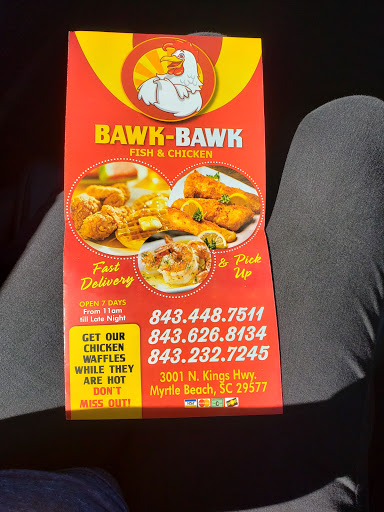 BAWK-BAWK
FISH & CHICKEN
Fast
Delivery
& Pick
Up
OPEN 7 DAYS
From 11am
till Late Night
843.448.7511
843.626.8134
843.232.7245
GET OUR
CHICKEN
WAFFLES
WHILE THEY
ARE HOT
DON'T
MISS OUT!
3001 N. Kings Hwy.
Myrtle Beach, SC 29577